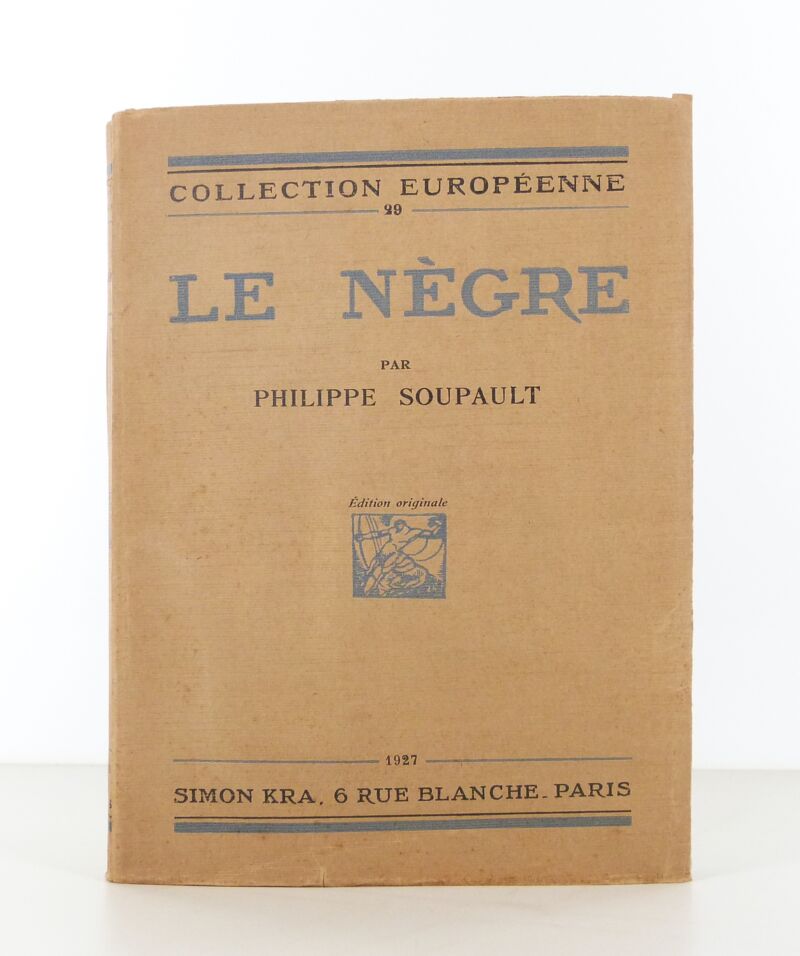 COLLECTION EUROPÉENNE
29
LE NÈGRE
PAR
PHILIPPE SOUPAULT
Édition originale
1927
SIMON KRA, 6 RUE BLANCHE - PARIS